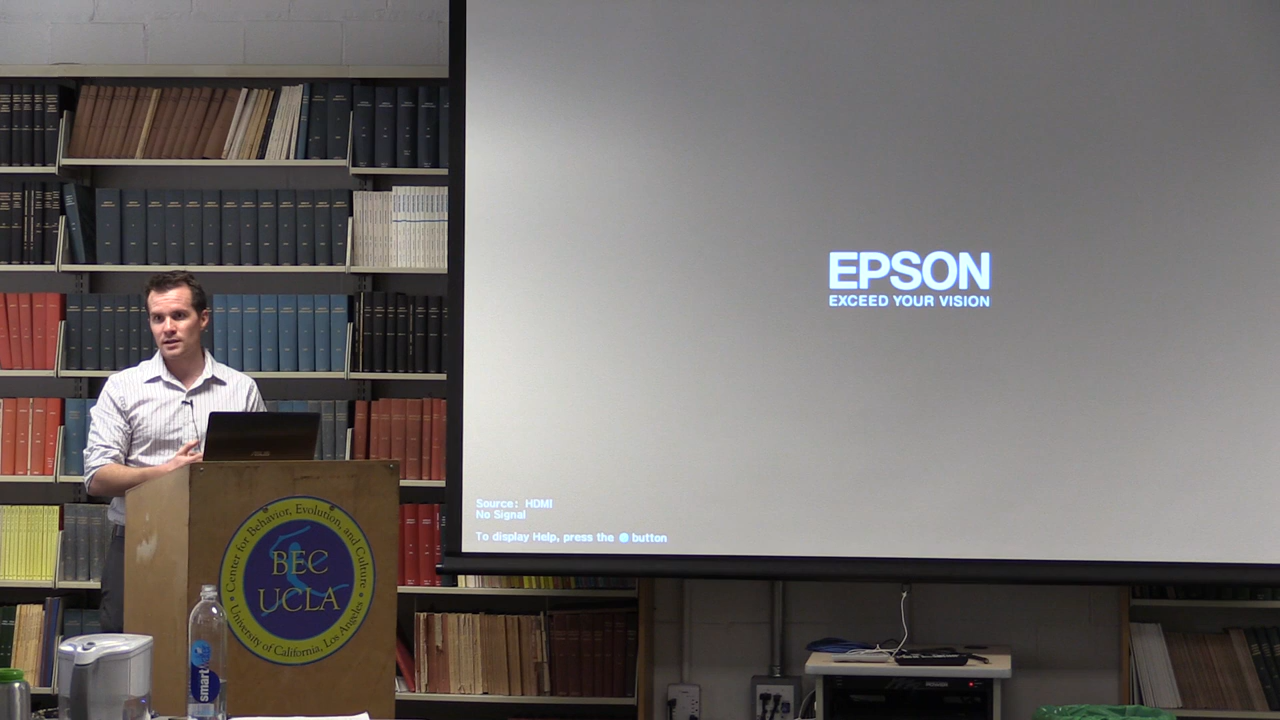 EPSON
EXCEED YOUR VISION
Source: HDMI
No Signal
To display Help, press the button
ASUS
Center for Behavior, Evolution, and Culture
BEC
UCLA
University of California, Los Angeles
smart